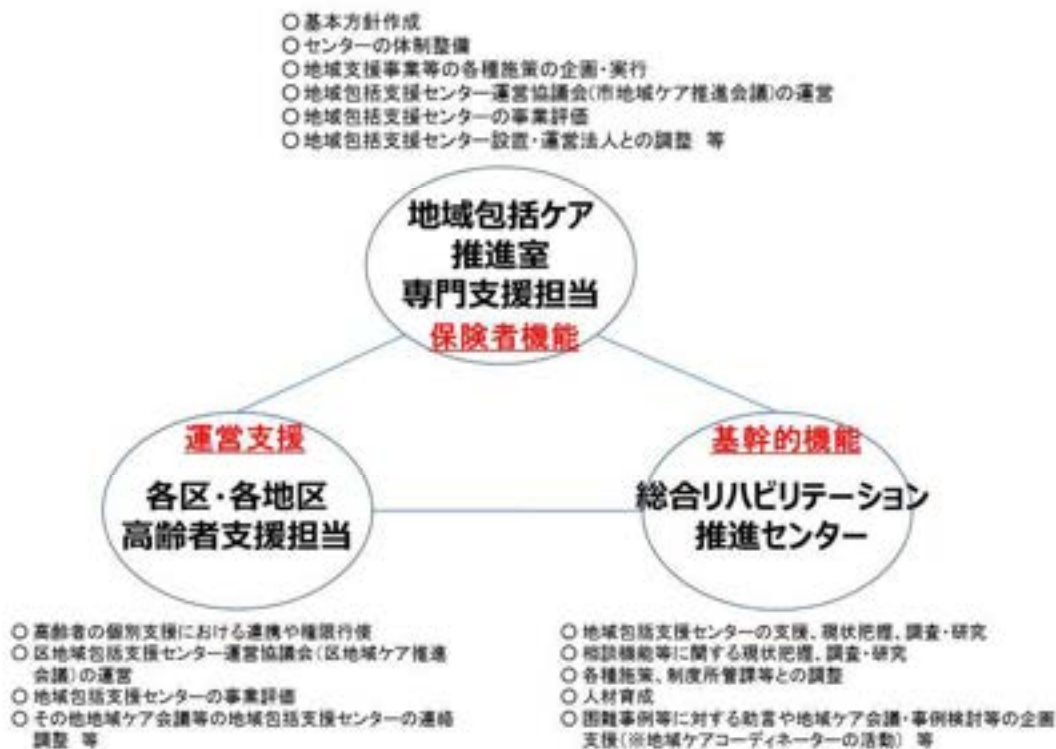 ○ 基本方針作成
○ センターの体制整備
○ 地域支援事業等の各種施策の企画・実行
○ 地域包括支援センター運営協議会(市地域ケア推進会議)の運営
○ 地域包括支援センターの事業評価
○ 地域包括支援センター設置・運営法人との調整 等
地域包括ケア
推進室
専門支援担当
保険者機能
運営支援
各区・各地区
高齢者支援担当
基幹的機能
総合リハビリテーション
推進センター
○ 高齢者の個別支援における連携や権限行使
○ 区地域包括支援センター運営協議会(区地域ケア推進
会議)の運営
○ 地域包括支援センターの事業評価
○ その他地域ケア会議等の地域包括支援センターの連絡
調整 等
○ 地域包括支援センターの支援、現状把握、調査・研究
○ 相談機能等に関する現状把握、調査・研究
○ 各種施策、制度所管課等との調整
○ 人材育成
○ 困難事例等に対する助言や地域ケア会議・事例検討等の企画
支援(※地域ケアコーディネーターの活動) 等